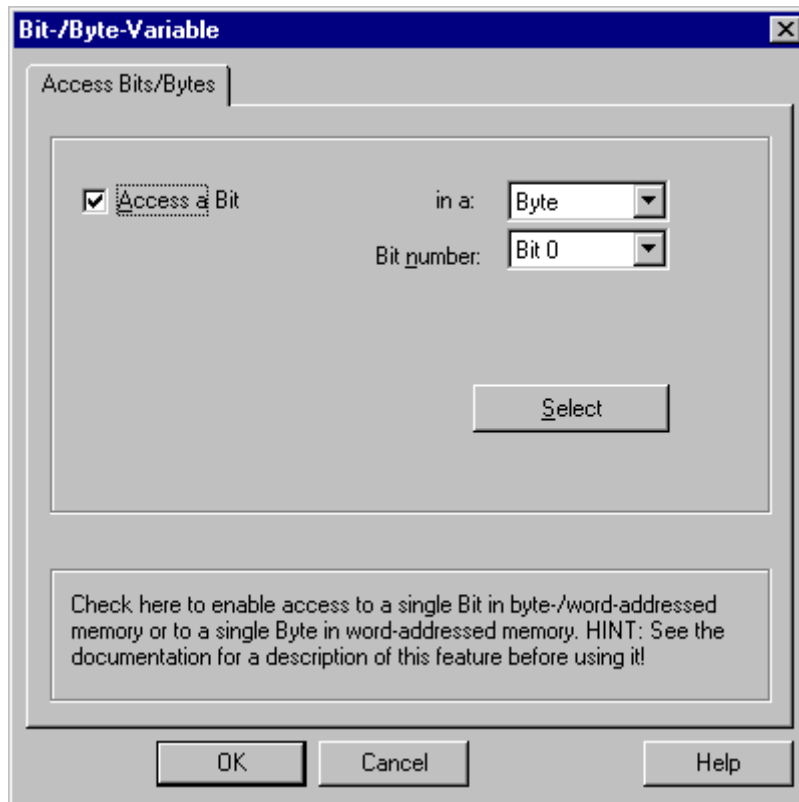 Bit-/Byte-Variable
Access Bits/Bytes
Access a Bit
in a:
Byte
Bit number:
Bit 0
Select
Check here to enable access to a single Bit in byte-/word-addressed
memory or to a single Byte in word-addressed memory. HINT: See the
documentation for a description of this feature before using it!
OK
Cancel
Help